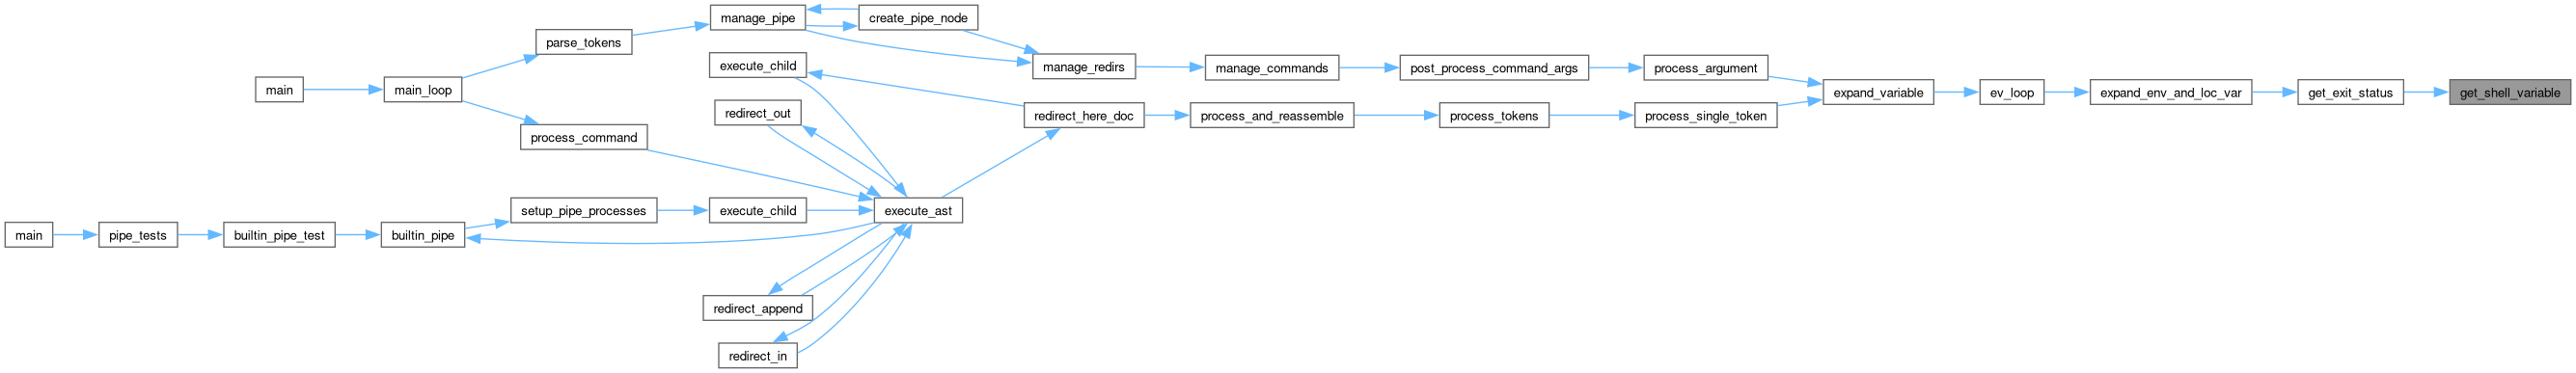 manage_pipe
create_pipe_node
parse_tokens
execute_child
manage_redirs
manage_commands
post_process_command_args
process_argument
main
main_loop
expand_variable
ev_loop
expand_env_and_loc_var
get_exit_status
get_shell_variable
redirect_out
redirect_here_doc
process_and_reassemble
process_tokens
process_single_token
process_command
setup_pipe_processes
execute_child
execute_ast
main
pipe_tests
builtin_pipe_test
builtin_pipe
redirect_append
redirect_in